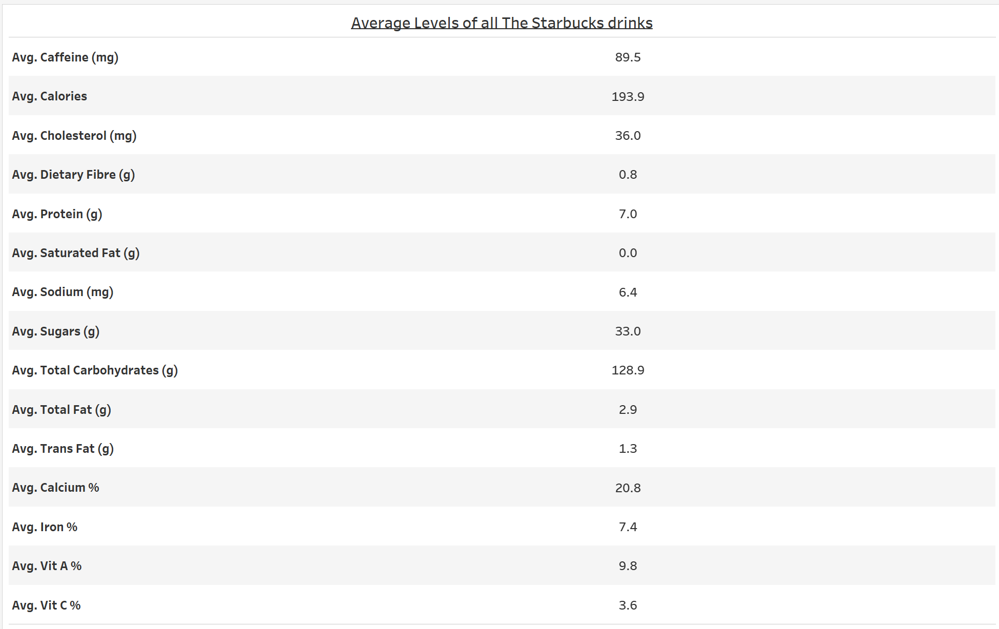 Average Levels of all The Starbucks drinks
Avg. Caffeine (mg) 89.5
Avg. Calories 193.9
Avg. Cholesterol (mg) 36.0
Avg. Dietary Fibre (g) 0.8
Avg. Protein (g) 7.0
Avg. Saturated Fat (g) 0.0
Avg. Sodium (mg) 6.4
Avg. Sugars (g) 33.0
Avg. Total Carbohydrates (g) 128.9
Avg. Total Fat (g) 2.9
Avg. Trans Fat (g) 1.3
Avg. Calcium % 20.8
Avg. Iron % 7.4
Avg. Vit A % 9.8
Avg. Vit C % 3.6